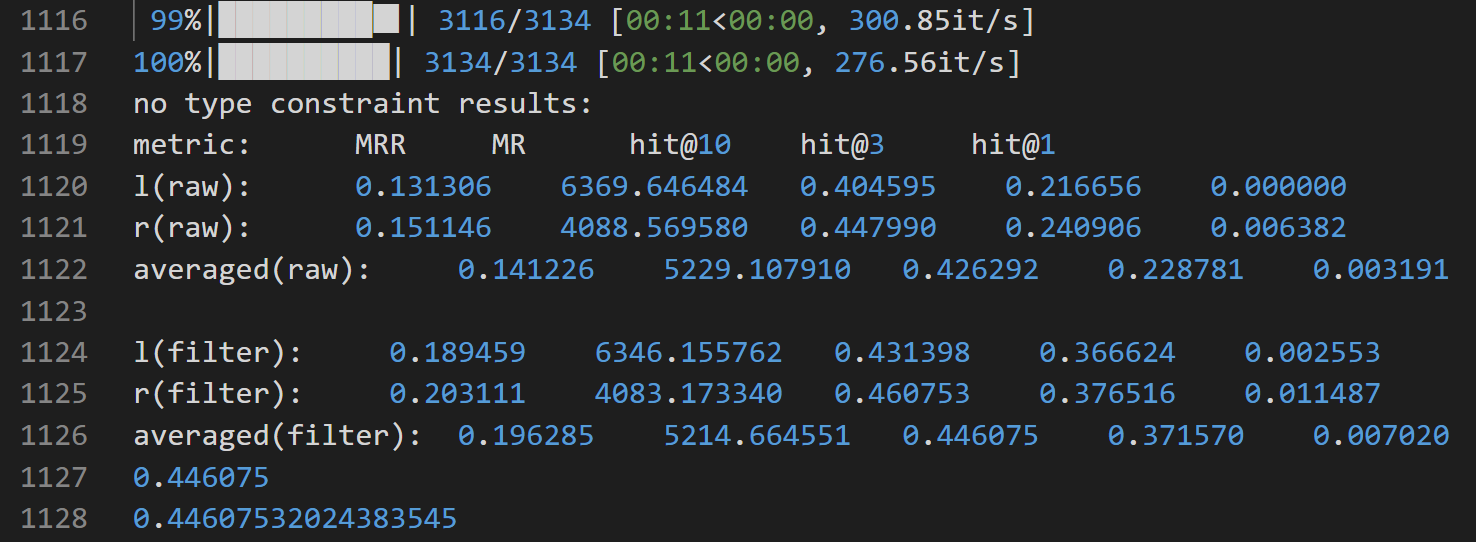 1116 99%|█████████▉| 3116/3134 [00:11<00:00, 300.85it/s]
1117 100%|██████████| 3134/3134 [00:11<00:00, 276.56it/s]
1118 no type constraint results:
1119 metric: MRR MR hit@10 hit@3 hit@1
1120 l(raw): 0.131306 6369.646484 0.404595 0.216656 0.000000
1121 r(raw): 0.151146 4088.569580 0.447990 0.240906 0.006382
1122 averaged(raw): 0.141226 5229.107910 0.426292 0.228781 0.003191
1123
1124 l(filter): 0.189459 6346.155762 0.431398 0.366624 0.002553
1125 r(filter): 0.203111 4083.173340 0.460753 0.376516 0.011487
1126 averaged(filter): 0.196285 5214.664551 0.446075 0.371570 0.007020
1127 0.446075
1128 0.44607532024383545